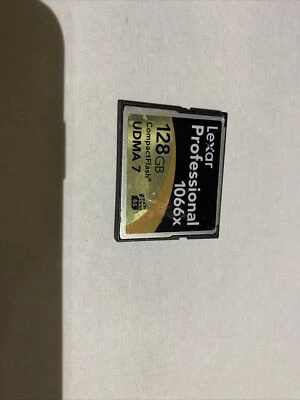 Lexar
Professional
1066x
128GB
CompactFlash®
UDMA 7